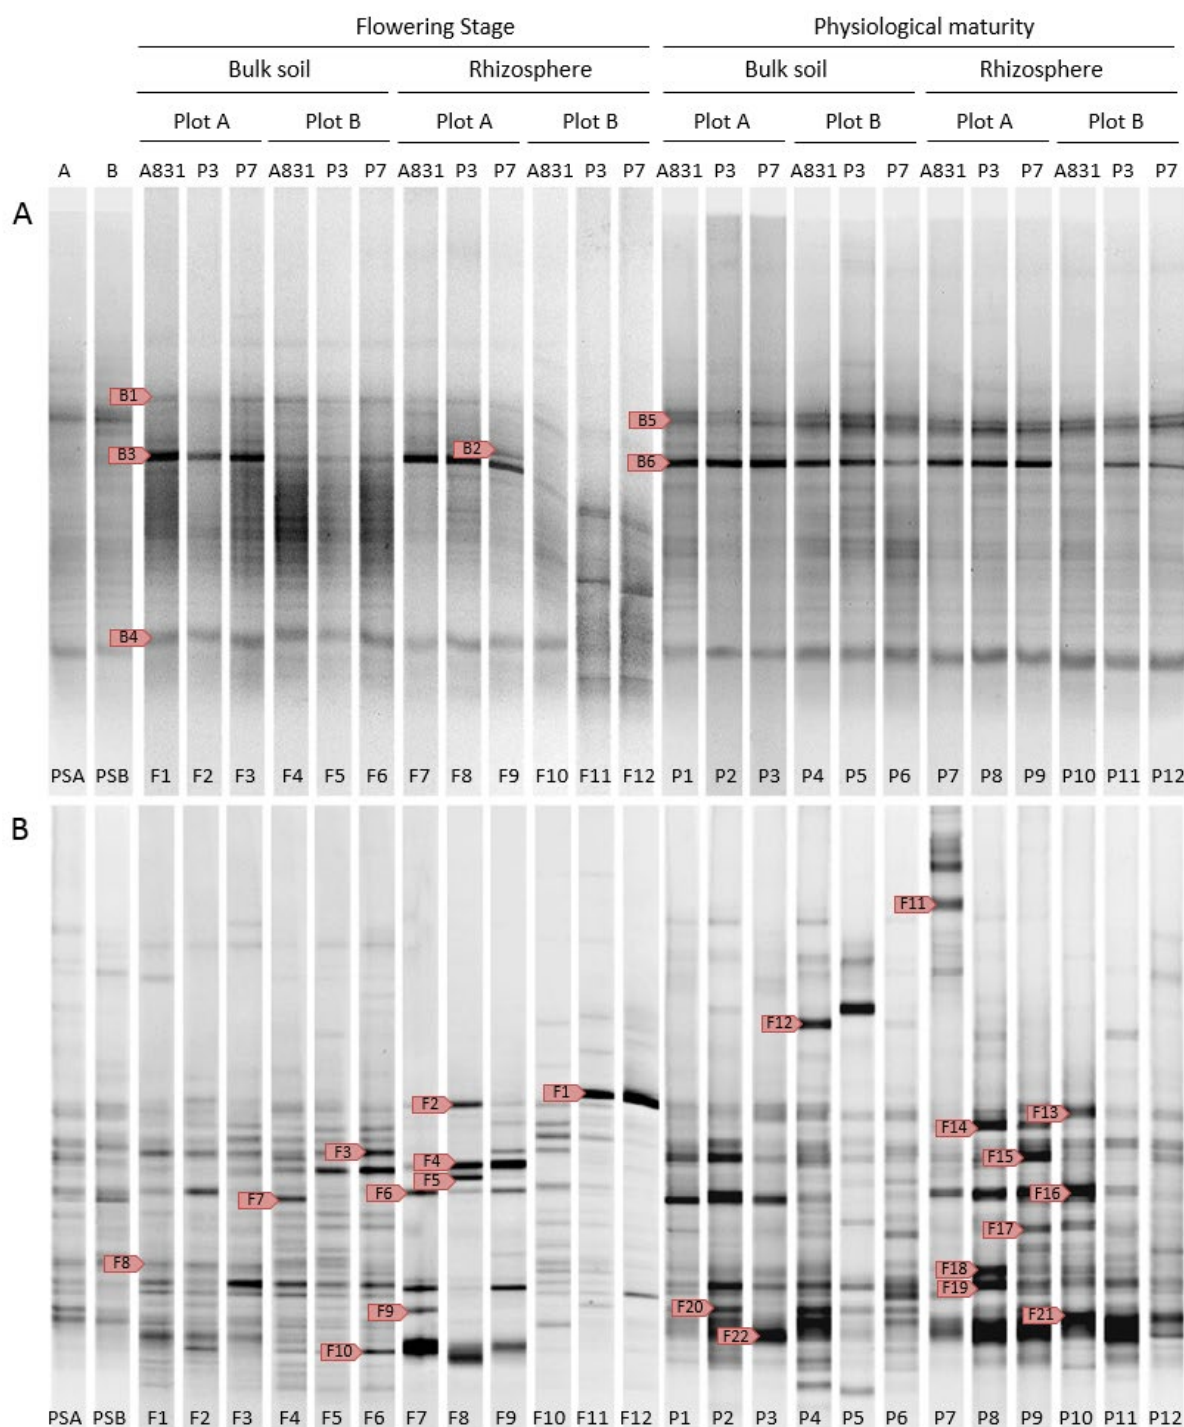 Flowering Stage Physiological maturity
Bulk soil Rhizosphere Bulk soil Rhizosphere
Plot A Plot B Plot A Plot B Plot A Plot B Plot A Plot B
A B A831 P3 P7 A831 P3 P7 A831 P3 P7 A831 P3 P7 A831 P3 P7 A831 P3 P7 A831 P3 P7 A831 P3 P7
A
B1
B5
B2
B3
B6
B4
PSA PSB F1 F2 F3 F4 F5 F6 F7 F8 F9 F10 F11 F12 P1 P2 P3 P4 P5 P6 P7 P8 P9 P10 P11 P12
B
F11
F12
F1
F2
F13
F14
F3
F15
F4
F5
F6
F16
F7
F17
F8
F18
F19
F9
F20
F21
F22
F10
PSA PSB F1 F2 F3 F4 F5 F6 F7 F8 F9 F10 F11 F12 P1 P2 P3 P4 P5 P6 P7 P8 P9 P10 P11 P12